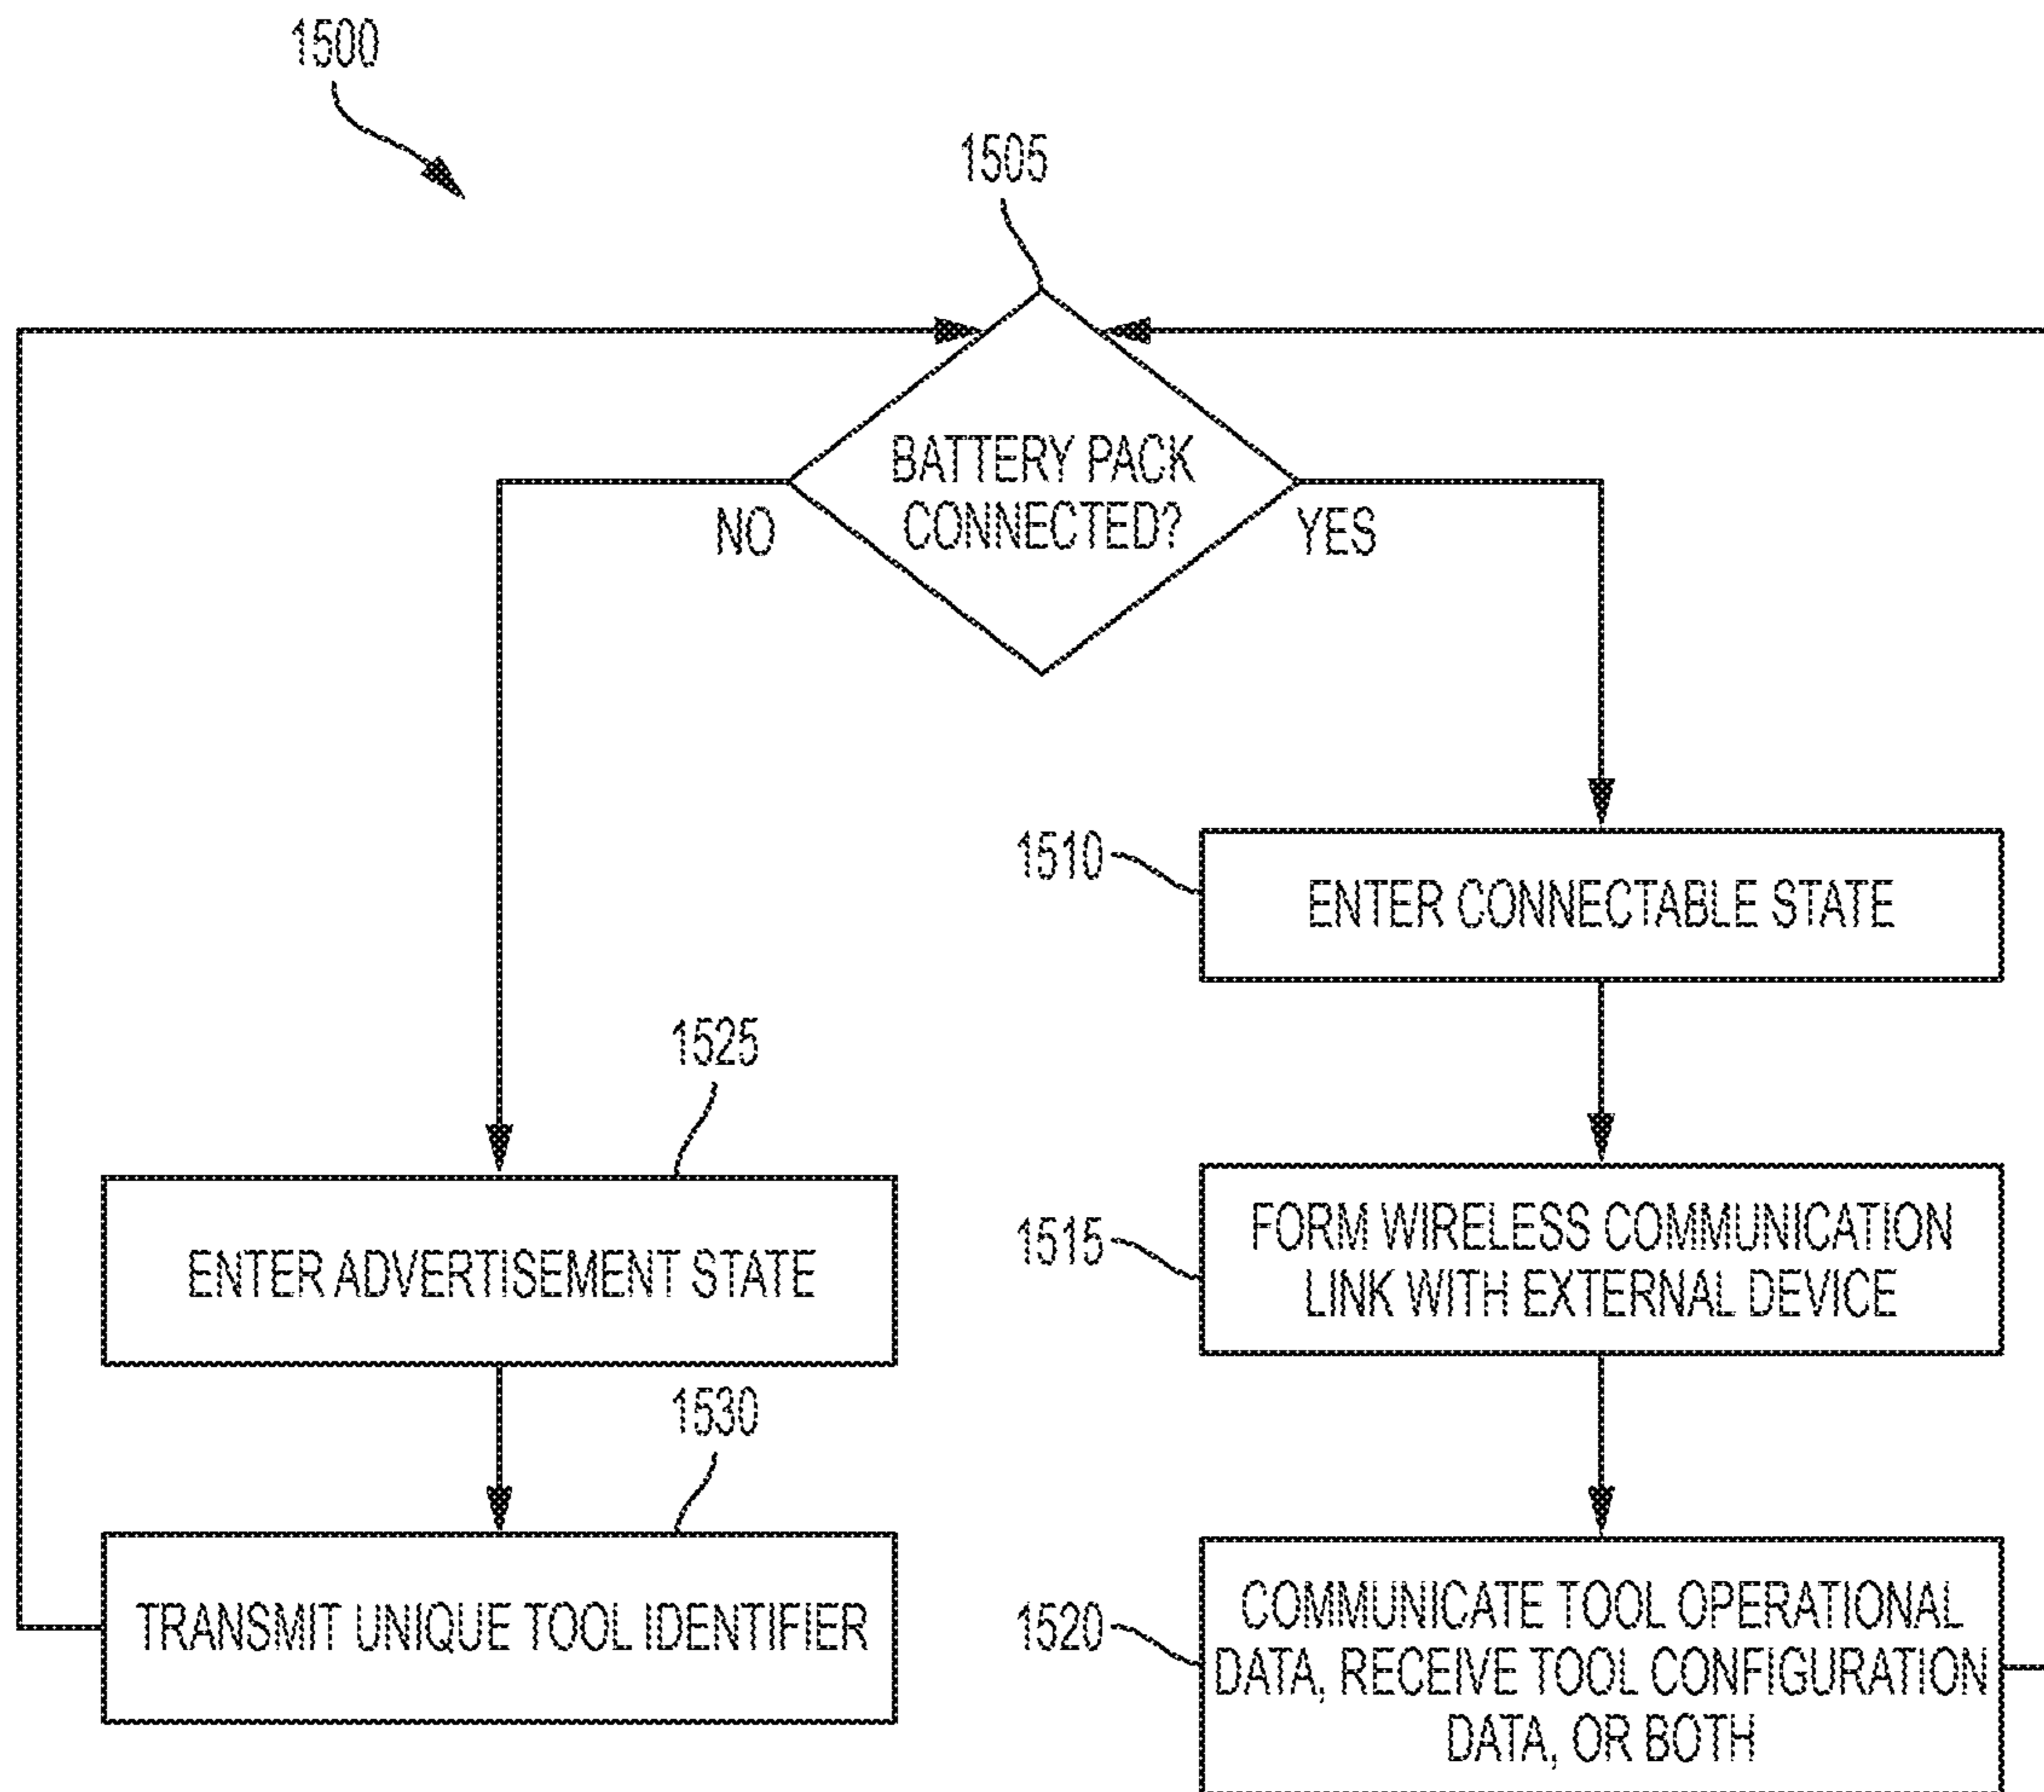 1500
1505
BATTERY PACK
CONNECTED?
NO
YES
1510
ENTER CONNECTABLE STATE
1525
1515
FORM WIRELESS COMMUNICATION
LINK WITH EXTERNAL DEVICE
ENTER ADVERTISEMENT STATE
1530
TRANSMIT UNIQUE TOOL IDENTIFIER
1520
COMMUNICATE TOOL OPERATIONAL
DATA, RECEIVE TOOL CONFIGURATION
DATA, OR BOTH